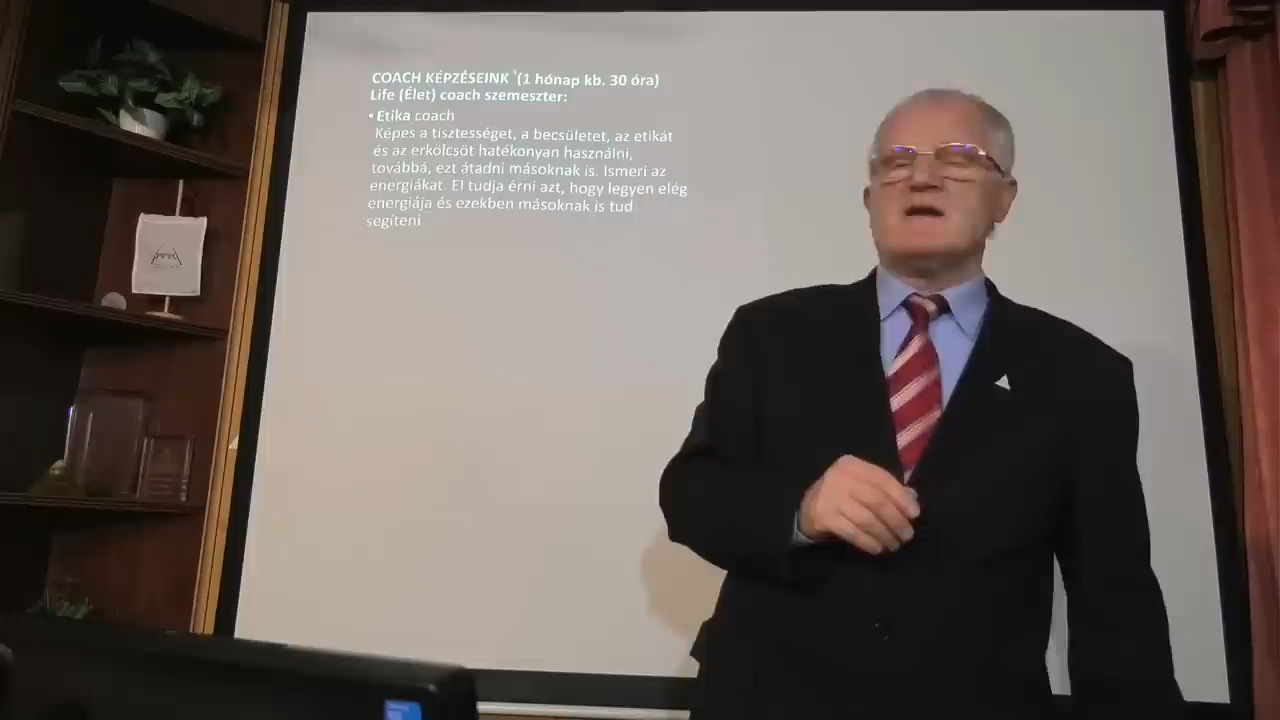 COACH KÉPZÉSEINK (1 hónap kb. 30 óra)
Life (Élet) coach szemeszter:
• Etika coach
Képes a tisztességet, a becsületet, az etikát
és az erkölcsöt hatékonyan használni,
továbbá, ezt átadni másoknak is. Ismeri az
energiákat. El tudja érni azt, hogy legyen elég
energiája és ezekben másoknak is tud
segíteni